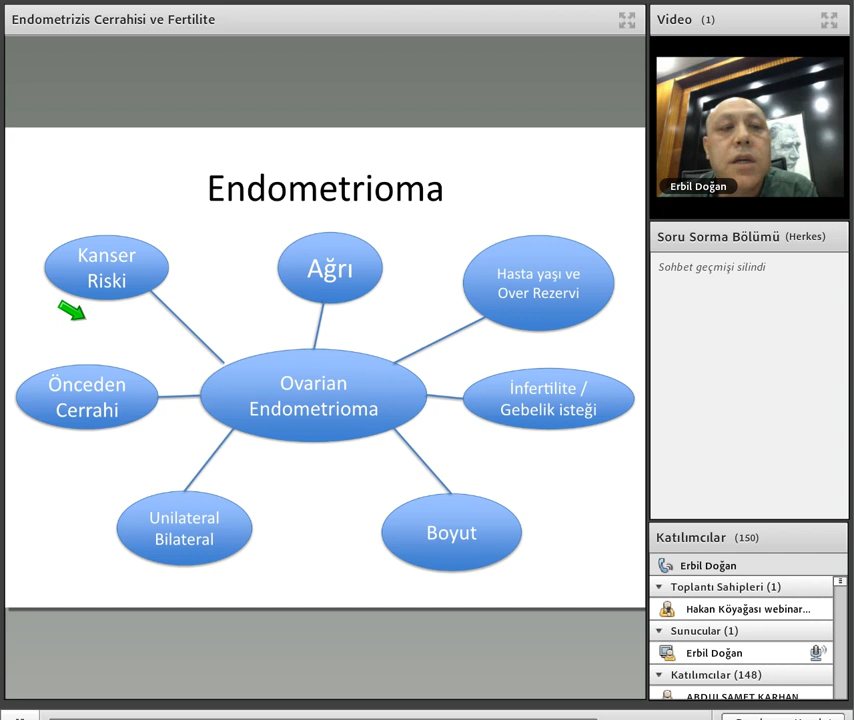 Endometrizis Cerrahisi ve Fertilite
Endometrioma
Kanser
Riski
Ağrı
Hasta yaşı ve
Over Rezervi
Önceden
Cerrahi
Ovarian
Endometrioma
İnfertilite /
Gebelik isteği
Unilateral
Bilateral
Boyut
Video (1)
Erbil Doğan
Soru Sorma Bölümü (Herkes)
Sohbet geçmişi silindi
Katılımcılar (150)
Erbil Doğan
Toplantı Sahipleri (1)
Hakan Köyağası webinar...
Sunucular (1)
Erbil Doğan
Katılımcılar (148)
ABDULSAMET KARHAN